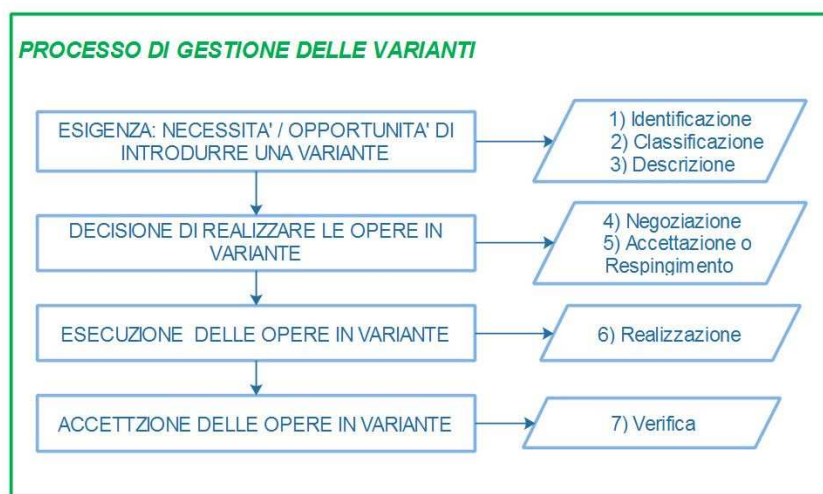 PROCESSO DI GESTIONE DELLE VARIANTI
ESIGENZA: NECESSITA' / OPPORTUNITA' DI
INTRODURRE UNA VARIANTE
1) Identificazione
2) Classificazione
3) Descrizione
DECISIONE DI REALIZZARE LE OPERE IN
VARIANTE
4) Negoziazione
5) Accettazione o
Respingimento
ESECUZIONE DELLE OPERE IN VARIANTE
6) Realizzazione
ACCETTZIONE DELLE OPERE IN VARIANTE
7) Verifica